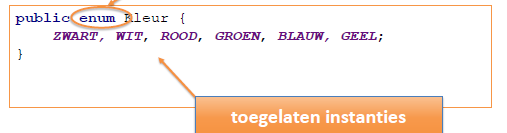 public enum Kleur {
ZWART, WIT, ROOD, GROEN, BLAUW, GEEL;
}
toegelaten instanties